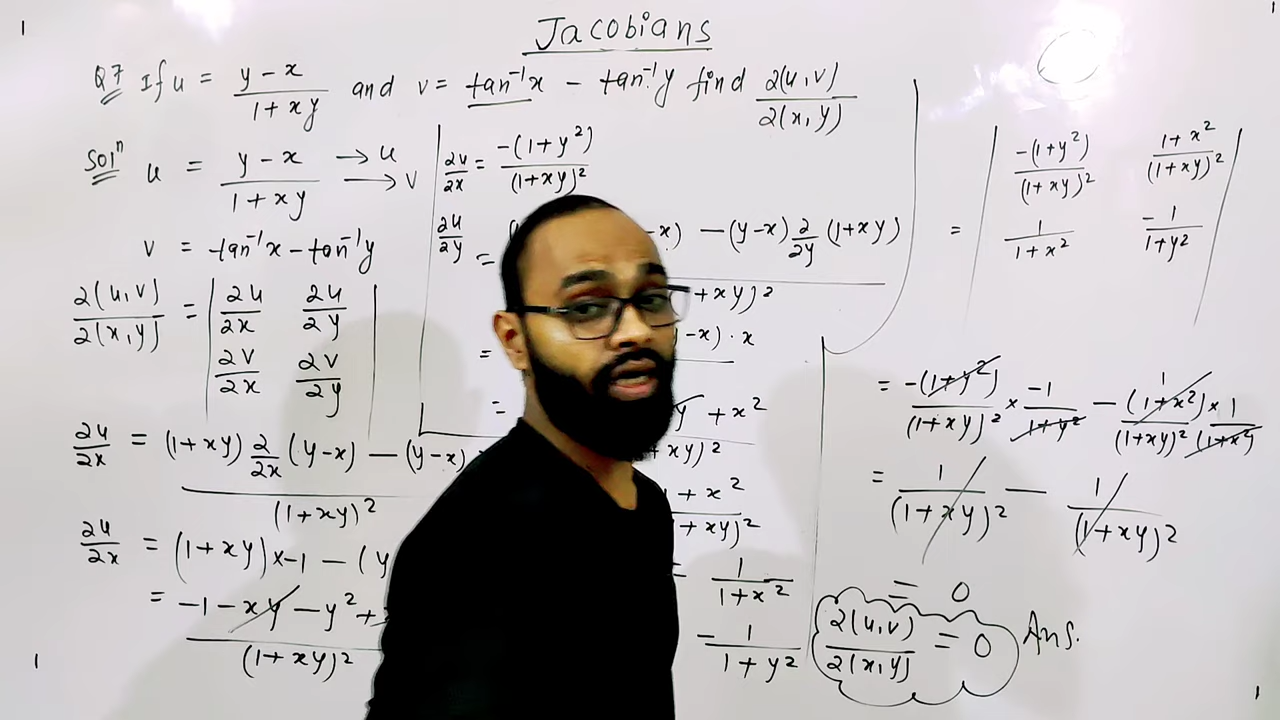 Jacobians
Q7 If u = (y-x)/(1+xy) and v = tan⁻¹x - tan⁻¹y find ∂(u,v)/∂(x,y)
Solⁿ u = (y-x)/(1+xy) → u → v
v = tan⁻¹x - tan⁻¹y
∂(u,v)/∂(x,y) = | ∂u/∂x ∂u/∂y |
| ∂v/∂x ∂v/∂y |
∂u/∂x = (1+xy) ∂/∂x (y-x) - (y-x)
(1+xy)²
∂u/∂x = (1+xy)x-1 - (y
= -1-xy-y²+
(1+xy)²
∂u/∂x = -(1+y²)/(1+xy)²
∂u/∂y = -x) - (y-x) ∂/∂y (1+xy)
+xy)²
= -x)·x
= y + x²
xy)²
1+x²
+xy)²
1/(1+x²)
-1/(1+y²)
= | -(1+y²)/(1+xy)² 1+x²/(1+xy)² |
| 1/(1+x²) -1/(1+y²) |
= -(1+y²)/(1+xy)² × -1/(1+y²) - (1+x²)/(1+xy)² × 1/(1+x²)
= 1/(1+xy)² - 1/(1+xy)²
= 0
∂(u,v)/∂(x,y) = 0 Ans.